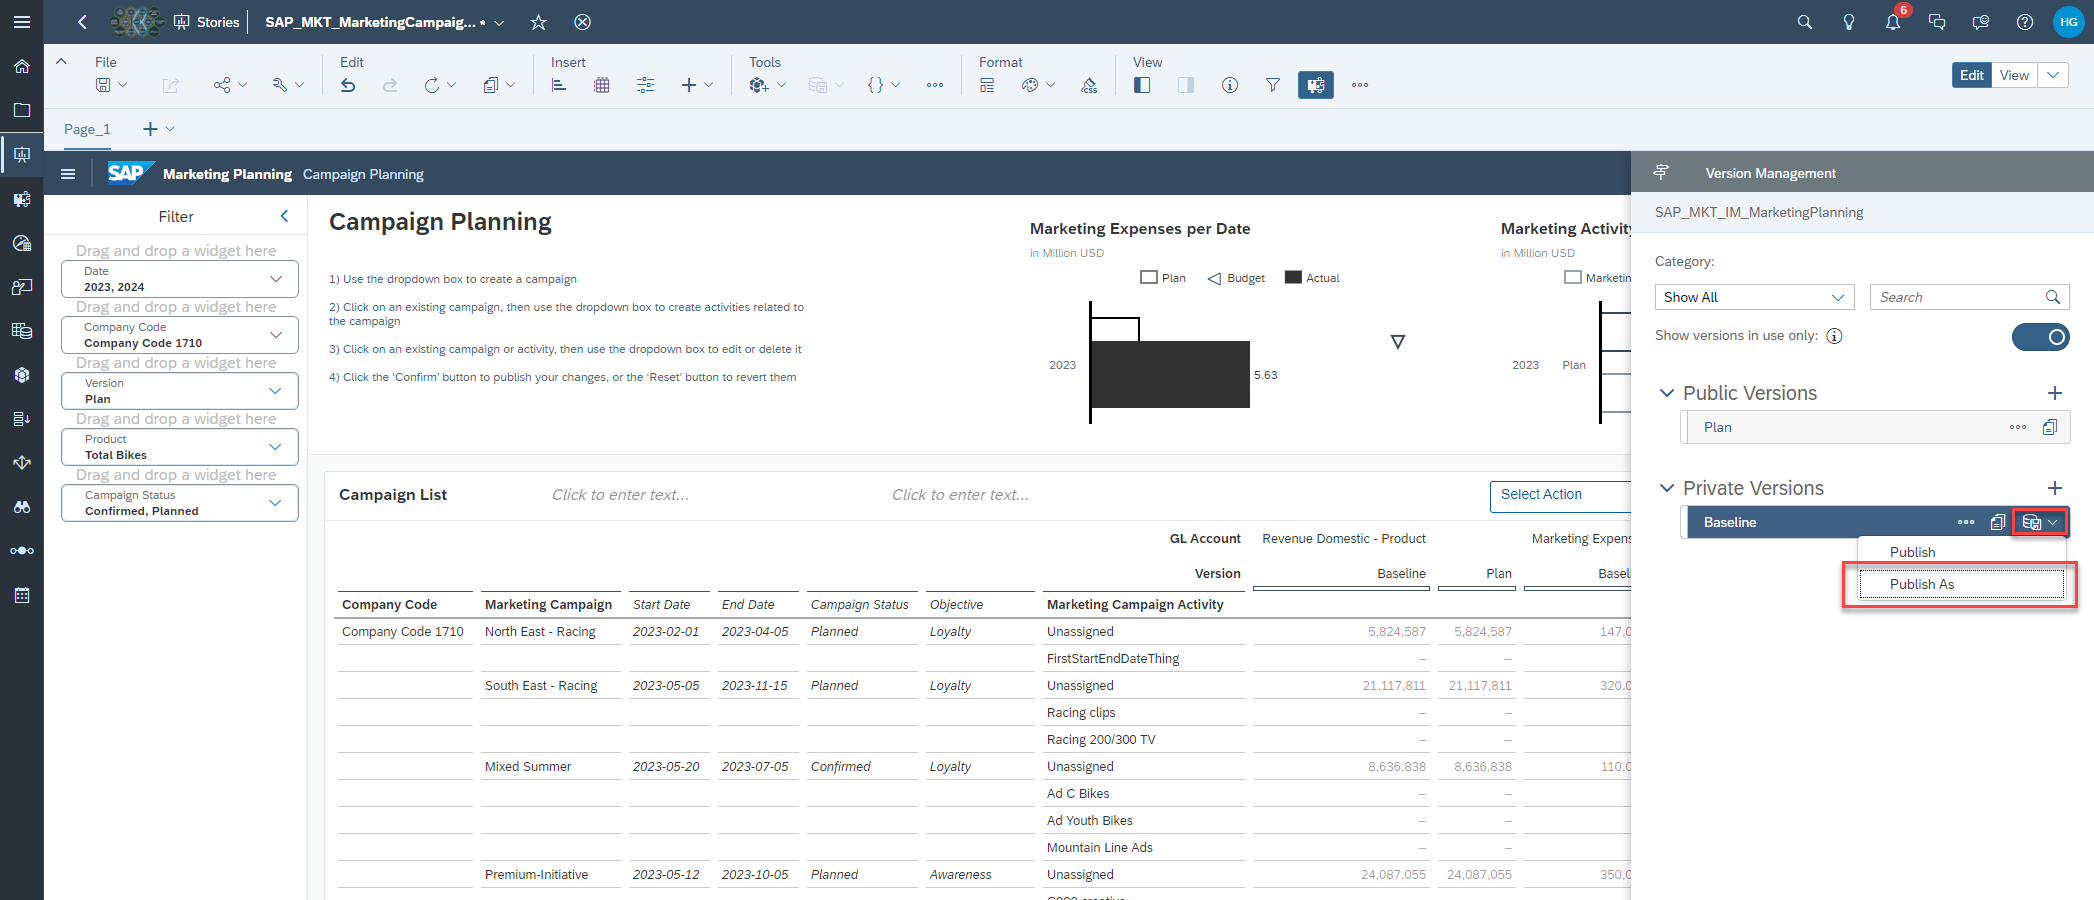 Stories SAP_MKT_MarketingCampaig... * 6 HG
File Edit Insert Tools Format View
CSS
Edit View
Page_1
SAP Marketing Planning Campaign Planning
Filter
Drag and drop a widget here
Date
2023, 2024
Drag and drop a widget here
Company Code
Company Code 1710
Drag and drop a widget here
Version
Plan
Drag and drop a widget here
Product
Total Bikes
Drag and drop a widget here
Campaign Status
Confirmed, Planned
Campaign Planning
1) Use the dropdown box to create a campaign
2) Click on an existing campaign, then use the dropdown box to create activities related to
the campaign
3) Click on an existing campaign or activity, then use the dropdown box to edit or delete it
4) Click the ‘Confirm’ button to publish your changes, or the ‘Reset’ button to revert them
Marketing Expenses per Date
in Million USD
Plan Budget Actual
2023 5.63
Marketing Activity
in Million USD
Marketin
2023 Plan
Campaign List Click to enter text... Click to enter text... Select Action
GL Account Revenue Domestic - Product Marketing Expens
Version Baseline Plan Basel
Company Code Marketing Campaign Start Date End Date Campaign Status Objective Marketing Campaign Activity
Company Code 1710 North East - Racing 2023-02-01 2023-04-05 Planned Loyalty Unassigned 5,824,587 5,824,587 147,0
FirstStartEndDateThing – –
South East - Racing 2023-05-05 2023-11-15 Planned Loyalty Unassigned 21,117,811 21,117,811 320,0
Racing clips – –
Racing 200/300 TV – –
Mixed Summer 2023-05-20 2023-07-05 Confirmed Loyalty Unassigned 8,636,838 8,636,838 110,0
Ad C Bikes – –
Ad Youth Bikes – –
Mountain Line Ads – –
Premium-Initiative 2023-05-12 2023-10-05 Planned Awareness Unassigned 24,087,055 24,087,055 350,0
Version Management
SAP_MKT_IM_MarketingPlanning
Category:
Show All Search
Show versions in use only:
Public Versions
Plan
Private Versions
Baseline
Publish
Publish As